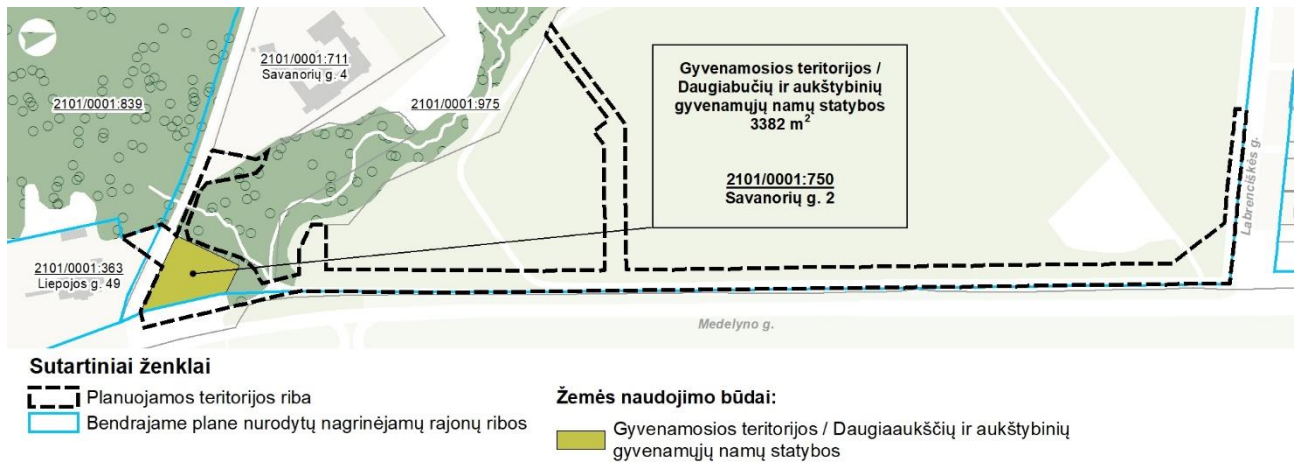 2101/0001:711
Savanorių g. 4
2101/0001:839
2101/0001:975
Gyvenamosios teritorijos /
Daugiabučių ir aukštybinių
gyvenamųjų namų statybos
3382 m²
2101/0001:750
Savanorių g. 2
Labrenciškės g.
2101/0001:363
Liepojos g. 49
Medelyno g.
Sutartiniai ženklai
Planuojamos teritorijos riba
Bendrajame plane nurodytų nagrinėjamų rajonų ribos
Žemės naudojimo būdai:
Gyvenamosios teritorijos / Daugiaaukščių ir aukštybinių
gyvenamųjų namų statybos